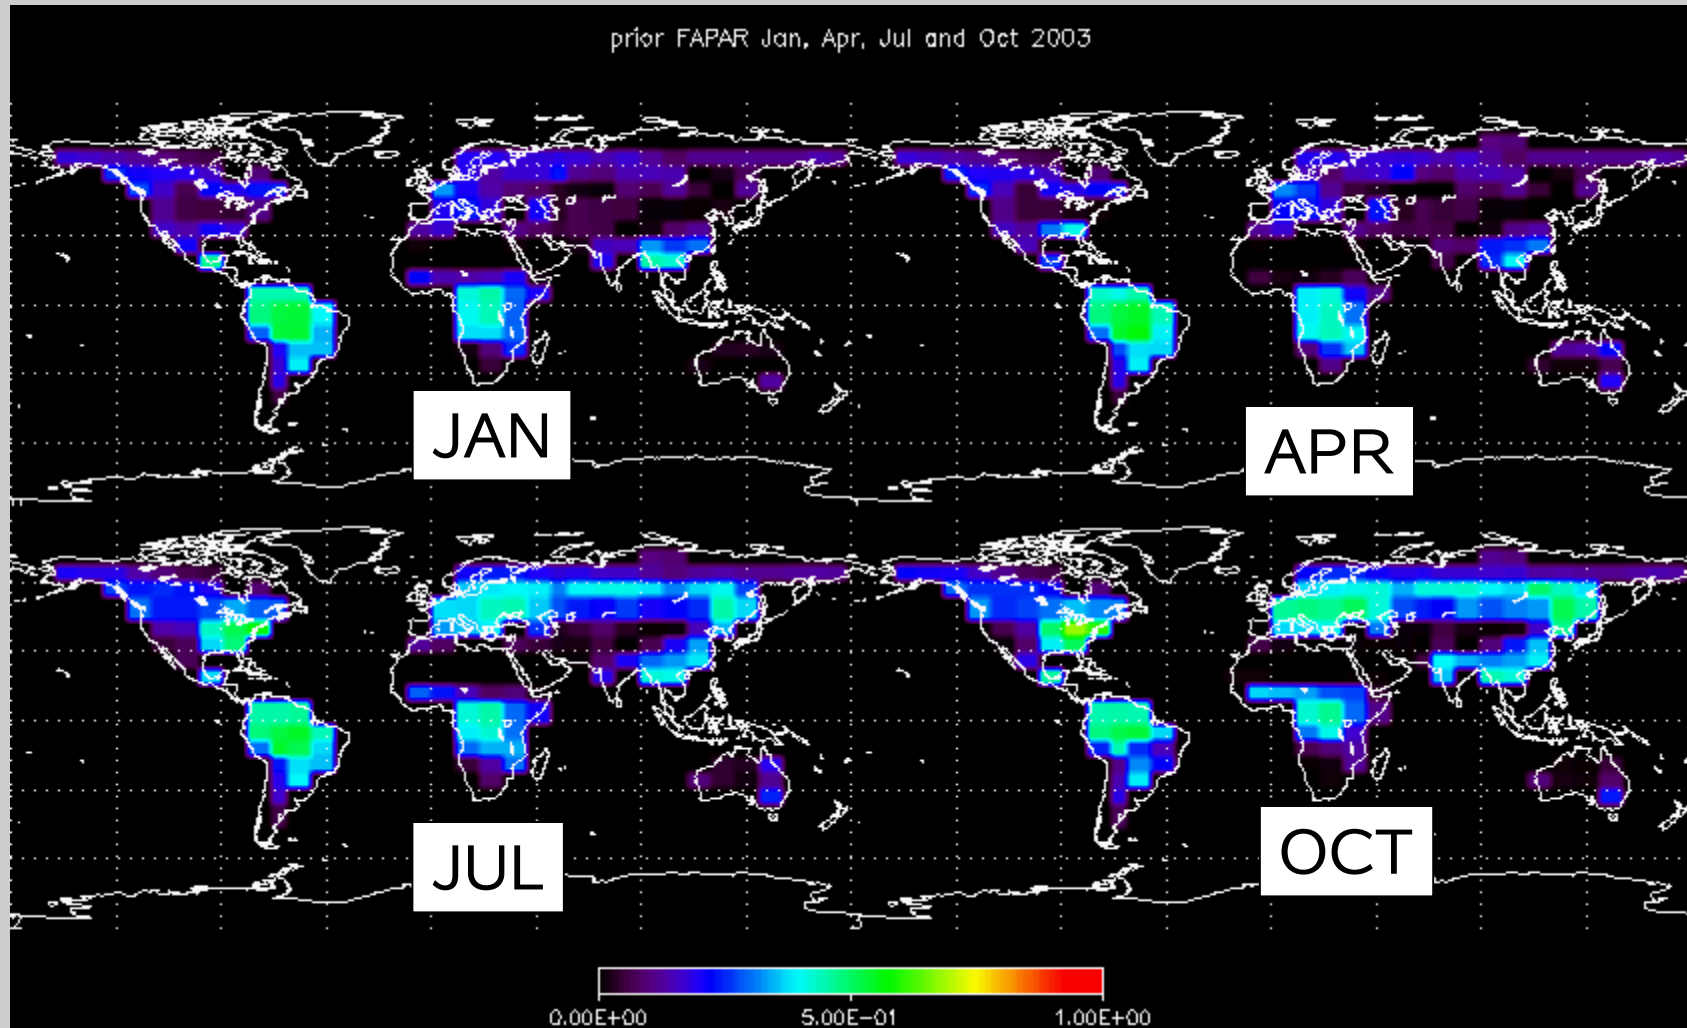 prior FAPAR Jan, Apr, Jul and Oct 2003
JAN
APR
JUL
OCT
0.00E+00 5.00E-01 1.00E+00